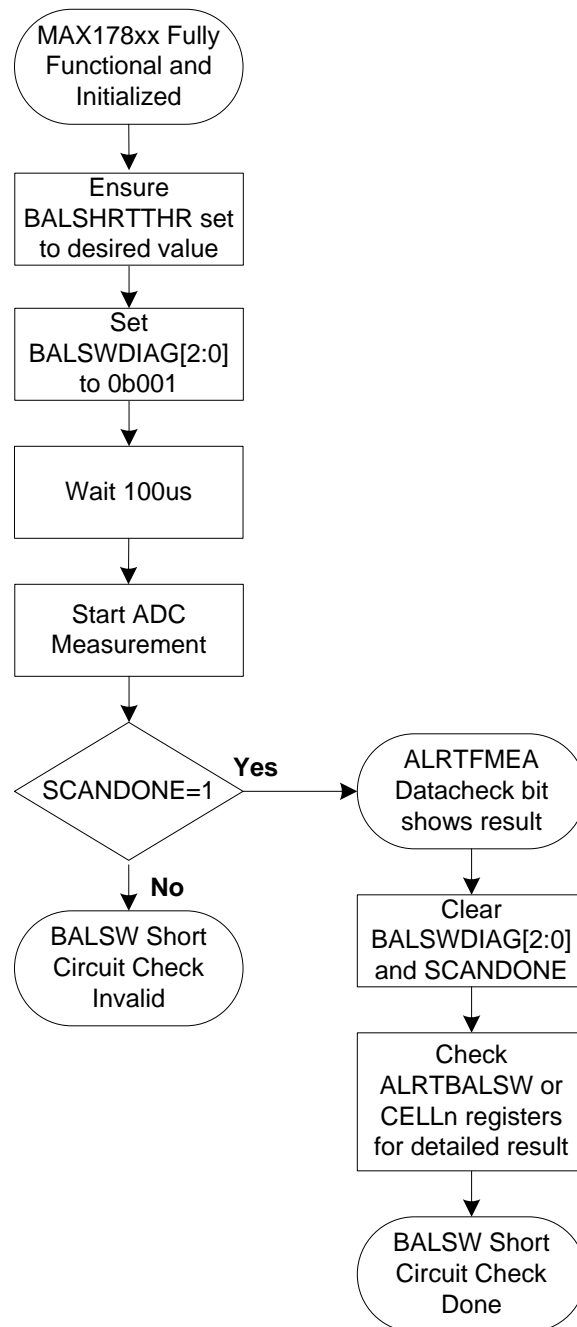 MAX178xx Fully
Functional and
Initialized
Ensure
BALSHRTTHR set
to desired value
Set
BALSWDIAG[2:0]
to 0b001
Wait 100us
Start ADC
Measurement
SCANDONE=1
Yes
No
BALSW Short
Circuit Check
Invalid
ALRTFMEA
Datacheck bit
shows result
Clear
BALSWDIAG[2:0]
and SCANDONE
Check
ALRTBALSW or
CELLn registers
for detailed result
BALSW Short
Circuit Check
Done